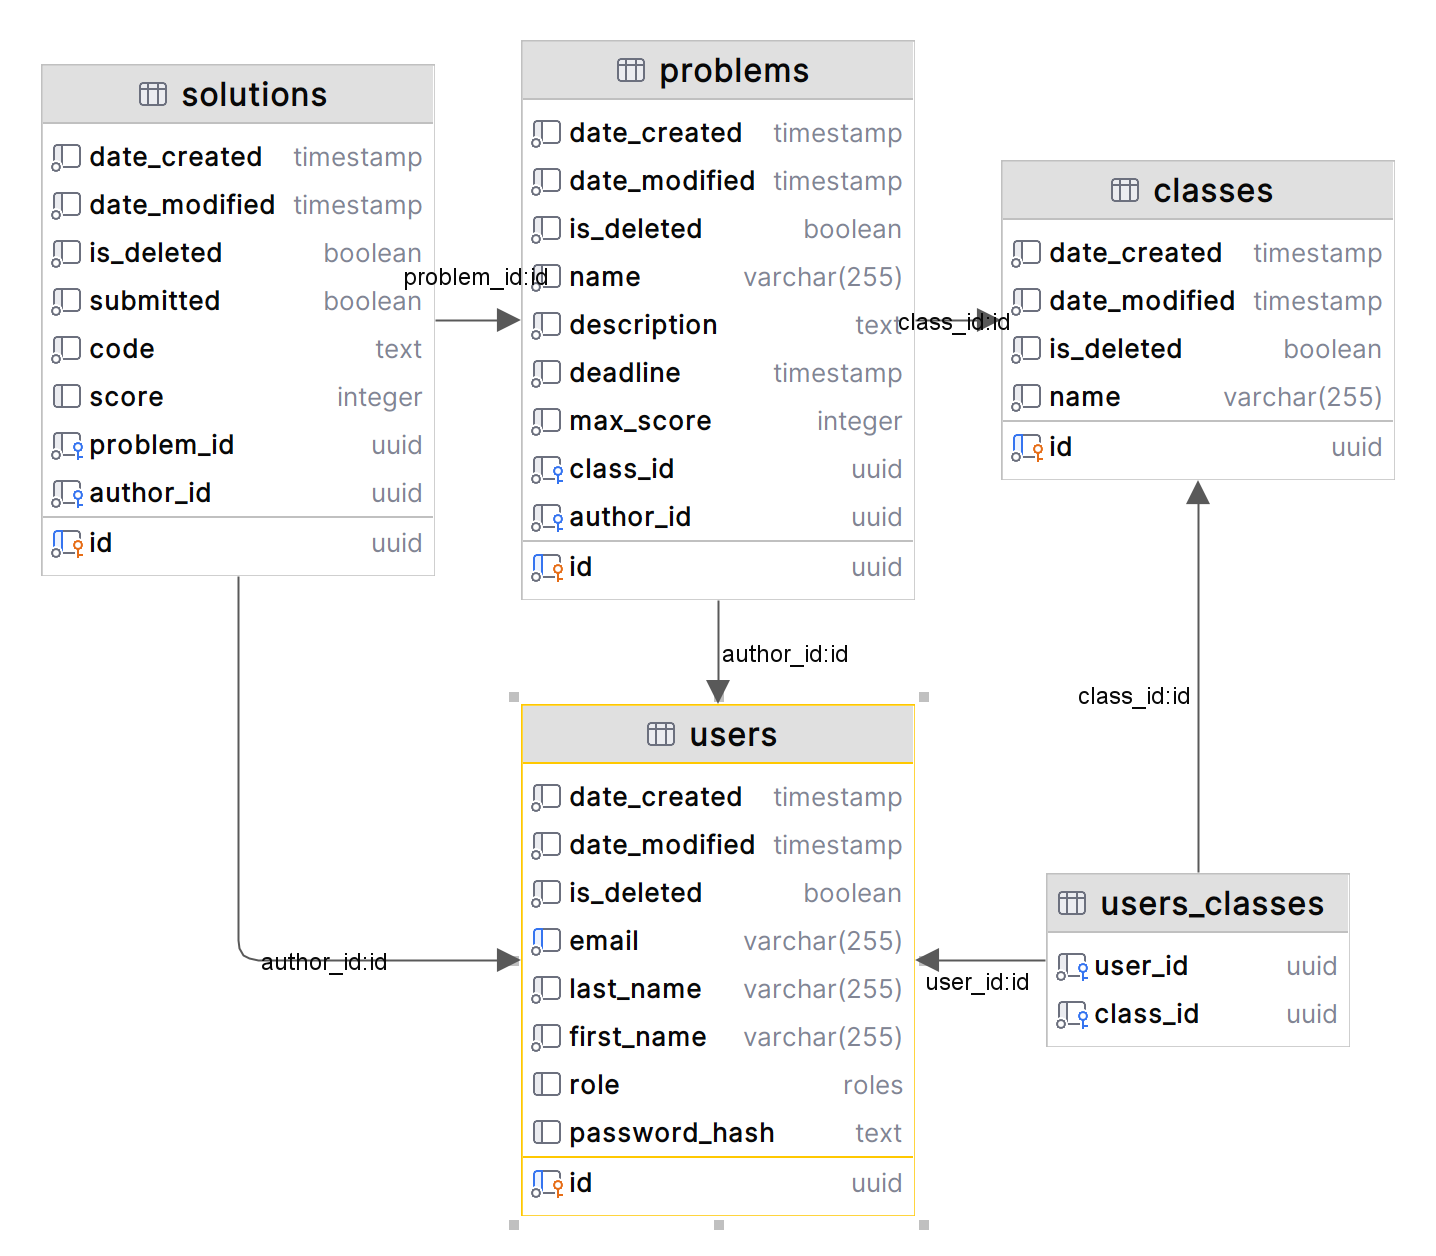 solutions
date_created timestamp
date_modified timestamp
is_deleted boolean
submitted boolean
code text
score integer
problem_id uuid
author_id uuid
id uuid
problem_id:id
problems
date_created timestamp
date_modified timestamp
is_deleted boolean
name varchar(255)
description text
deadline timestamp
max_score integer
class_id uuid
author_id uuid
id uuid
class_id:id
classes
date_created timestamp
date_modified timestamp
is_deleted boolean
name varchar(255)
id uuid
author_id:id
class_id:id
author_id:id
users
date_created timestamp
date_modified timestamp
is_deleted boolean
email varchar(255)
last_name varchar(255)
first_name varchar(255)
role roles
password_hash text
id uuid
user_id:id
users_classes
user_id uuid
class_id uuid